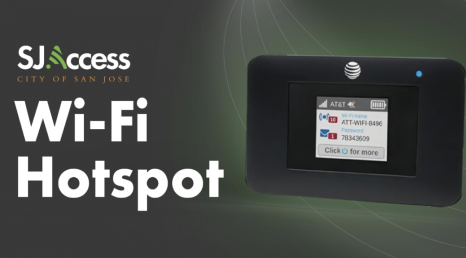 SJAccess
CITY OF SAN JOSE
Wi-Fi
Hotspot
AT&T
Wi-Fi name
ATT-WIFI-8496
Password
1
78343609
Click for more